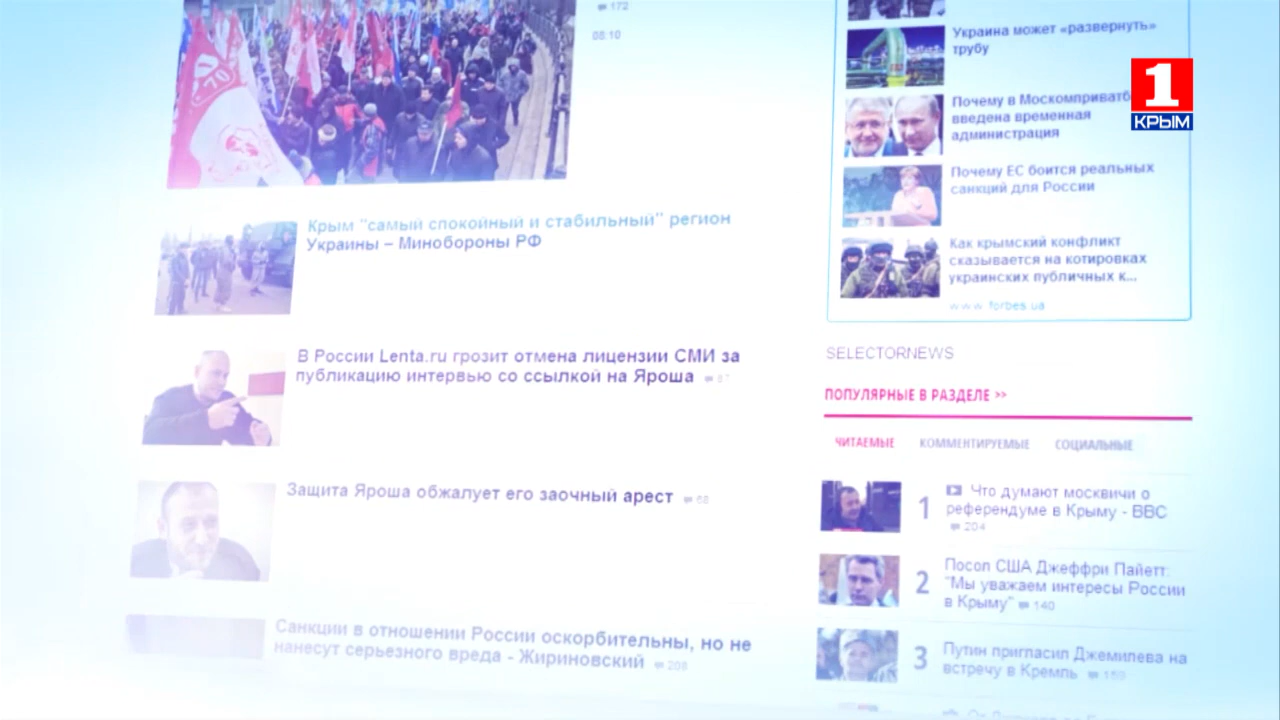 172
08:10
Крым "самый спокойный и стабильный" регион
Украины – Минобороны РФ
В России Lenta.ru грозит отмена лицензии СМИ за
публикацию интервью со ссылкой на Яроша
Защита Яроша обжалует его заочный арест
68
Санкции в отношении России оскорбительны, но не
нанесут серьезного вреда - Жириновский
Украина может «развернуть»
трубу
Почему в
введена временная
администрация
Почему ЕС боится реальных
санкций для России
Как крымский конфликт
сказывается на котировках
украинских публичных к...
www.forbes.ua
1
КРЫМ
SELECTORNEWS
ПОПУЛЯРНЫЕ В РАЗДЕЛЕ >>
ЧИТАЕМЫЕ КОММЕНТИРУЕМЫЕ СОЦИАЛЬНЫЕ
1 Что думают москвичи о
референдуме в Крыму - BBC
204
2 Посол США Джеффри Пайетт:
"Мы уважаем интересы России
в Крыму" 140
3 Путин пригласил Джемилева на
встречу в Кремль